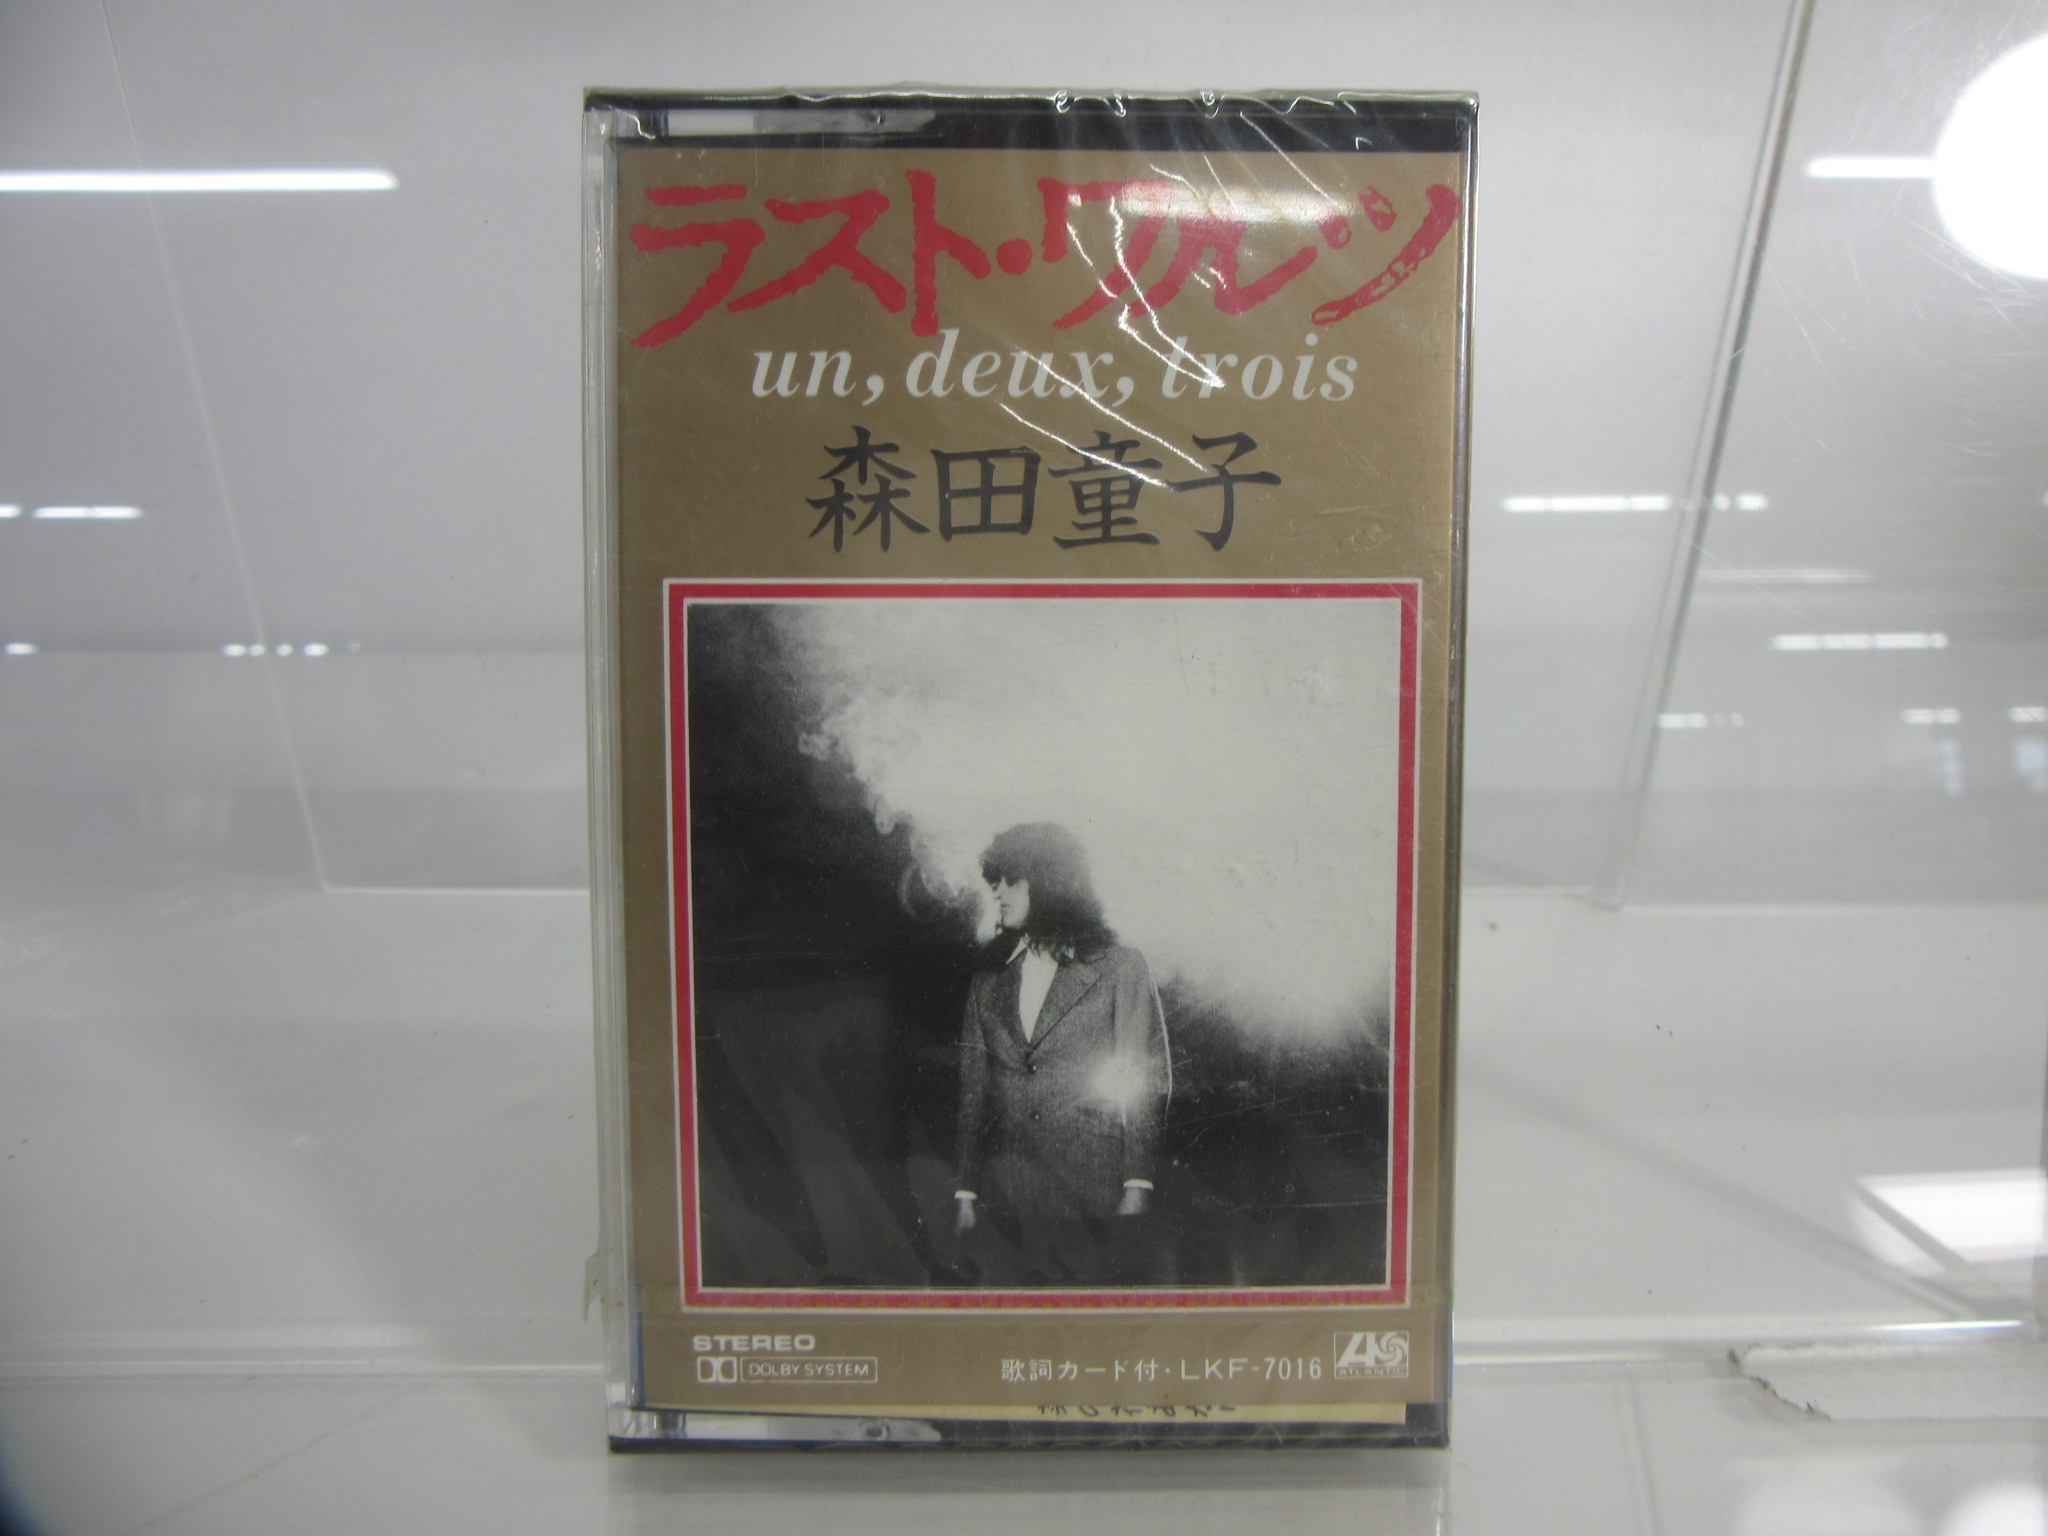 ラスト・ワルツ
un, deux, trois
森田童子
STEREO
DOLBY SYSTEM
歌詞カード付・LKF-7016
ATLANTIC